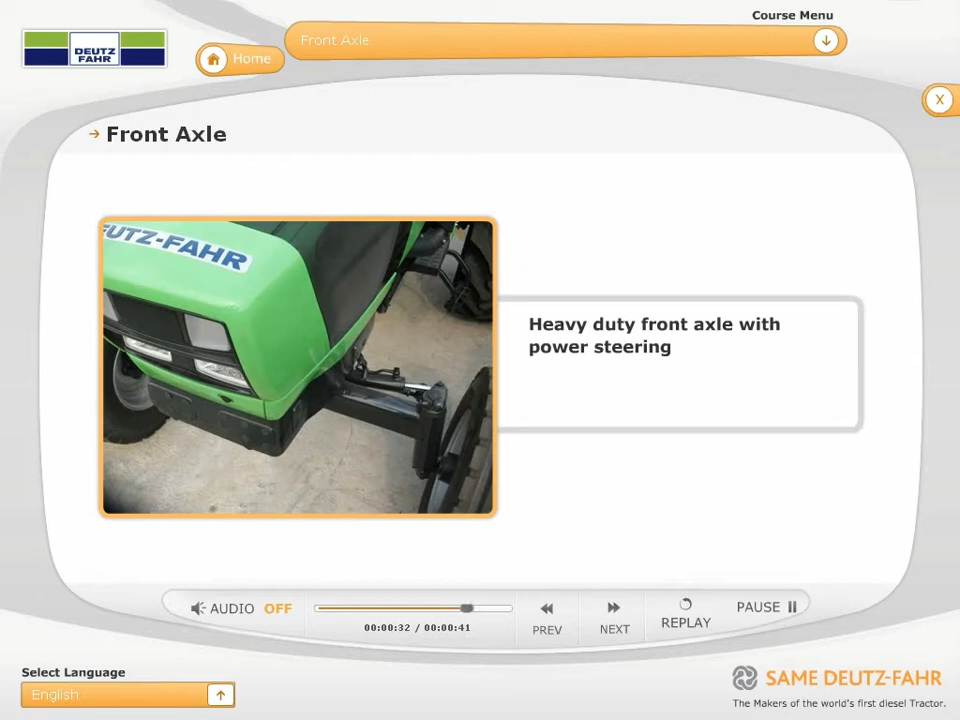 Course Menu
DEUTZ
FAHR
Home
Front Axle
X
Front Axle
EUTZ-FAHR
Heavy duty front axle with
power steering
AUDIO OFF
00:00:32 / 00:00:41
PREV
NEXT
REPLAY
PAUSE
Select Language
English
SAME DEUTZ-FAHR
The Makers of the world's first diesel Tractor.